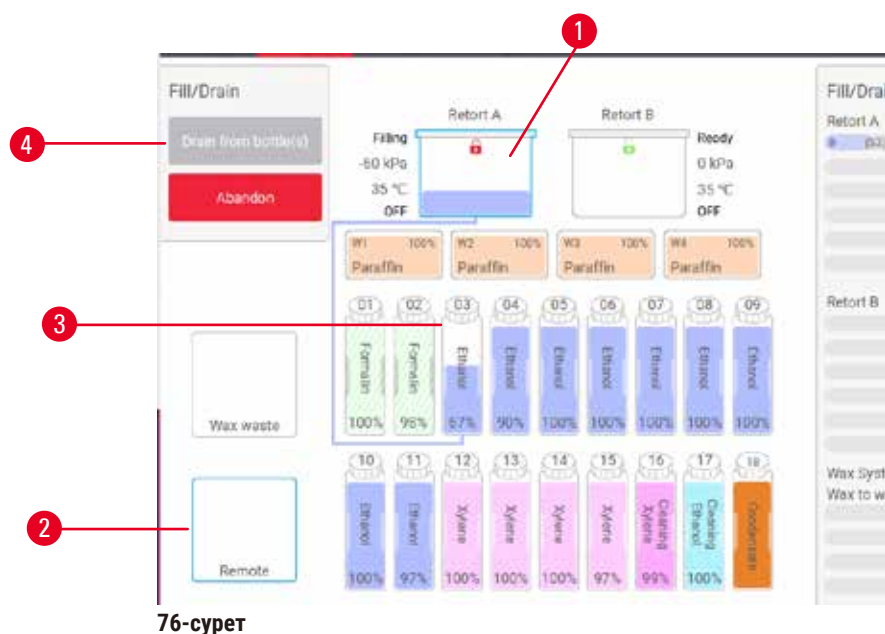 1
Fill/Drain
Drain from bottle(s)
Abandon
4
Retort A
Filling
-60 kPa
35 °C
OFF
Retort B
Ready
0 kPa
35 °C
OFF
Fill/Drai
Retort A
W1 100%
Paraffin
W2 100%
Paraffin
W3 100%
Paraffin
W4 100%
Paraffin
3
01 02 03 04 05 06 07 08 09
Formalin Formalin Ethanol Ethanol Ethanol Ethanol Ethanol Ethanol Ethanol
100% 98% 67% 90% 100% 100% 100% 100% 100%
Retort B
Wax waste
2
Remote
10 11 12 13 14 15 16 17 18
Ethanol Ethanol Xylene Xylene Xylene Xylene Cleaning Xylene Cleaning Ethanol Condensate
100% 97% 100% 100% 100% 97% 99% 100%
Wax Syst
Wax to w
76-сурет